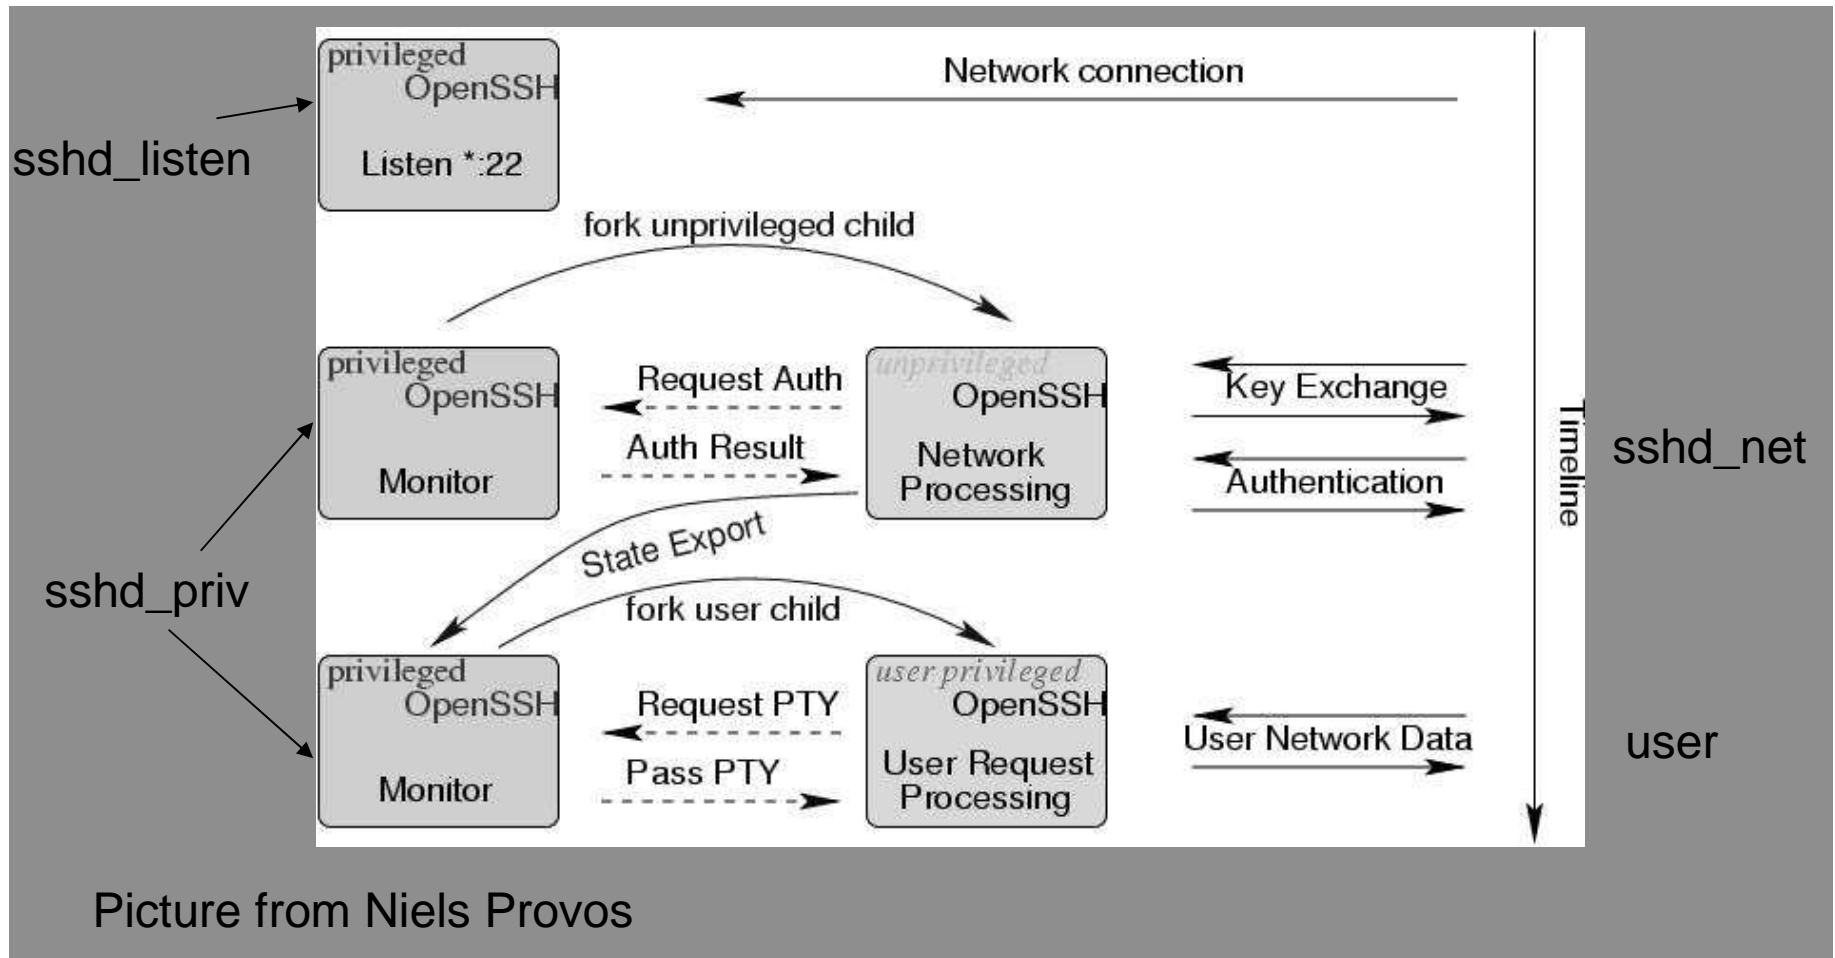 privileged
OpenSSH
Listen *:22
Network connection
sshd_listen
fork unprivileged child
privileged
OpenSSH
Monitor
Request Auth
Auth Result
unprivileged
OpenSSH
Network
Processing
Key Exchange
Authentication
Timeline
sshd_net
State Export
sshd_priv
fork user child
privileged
OpenSSH
Monitor
Request PTY
Pass PTY
user privileged
OpenSSH
User Request
Processing
User Network Data
user
Picture from Niels Provos